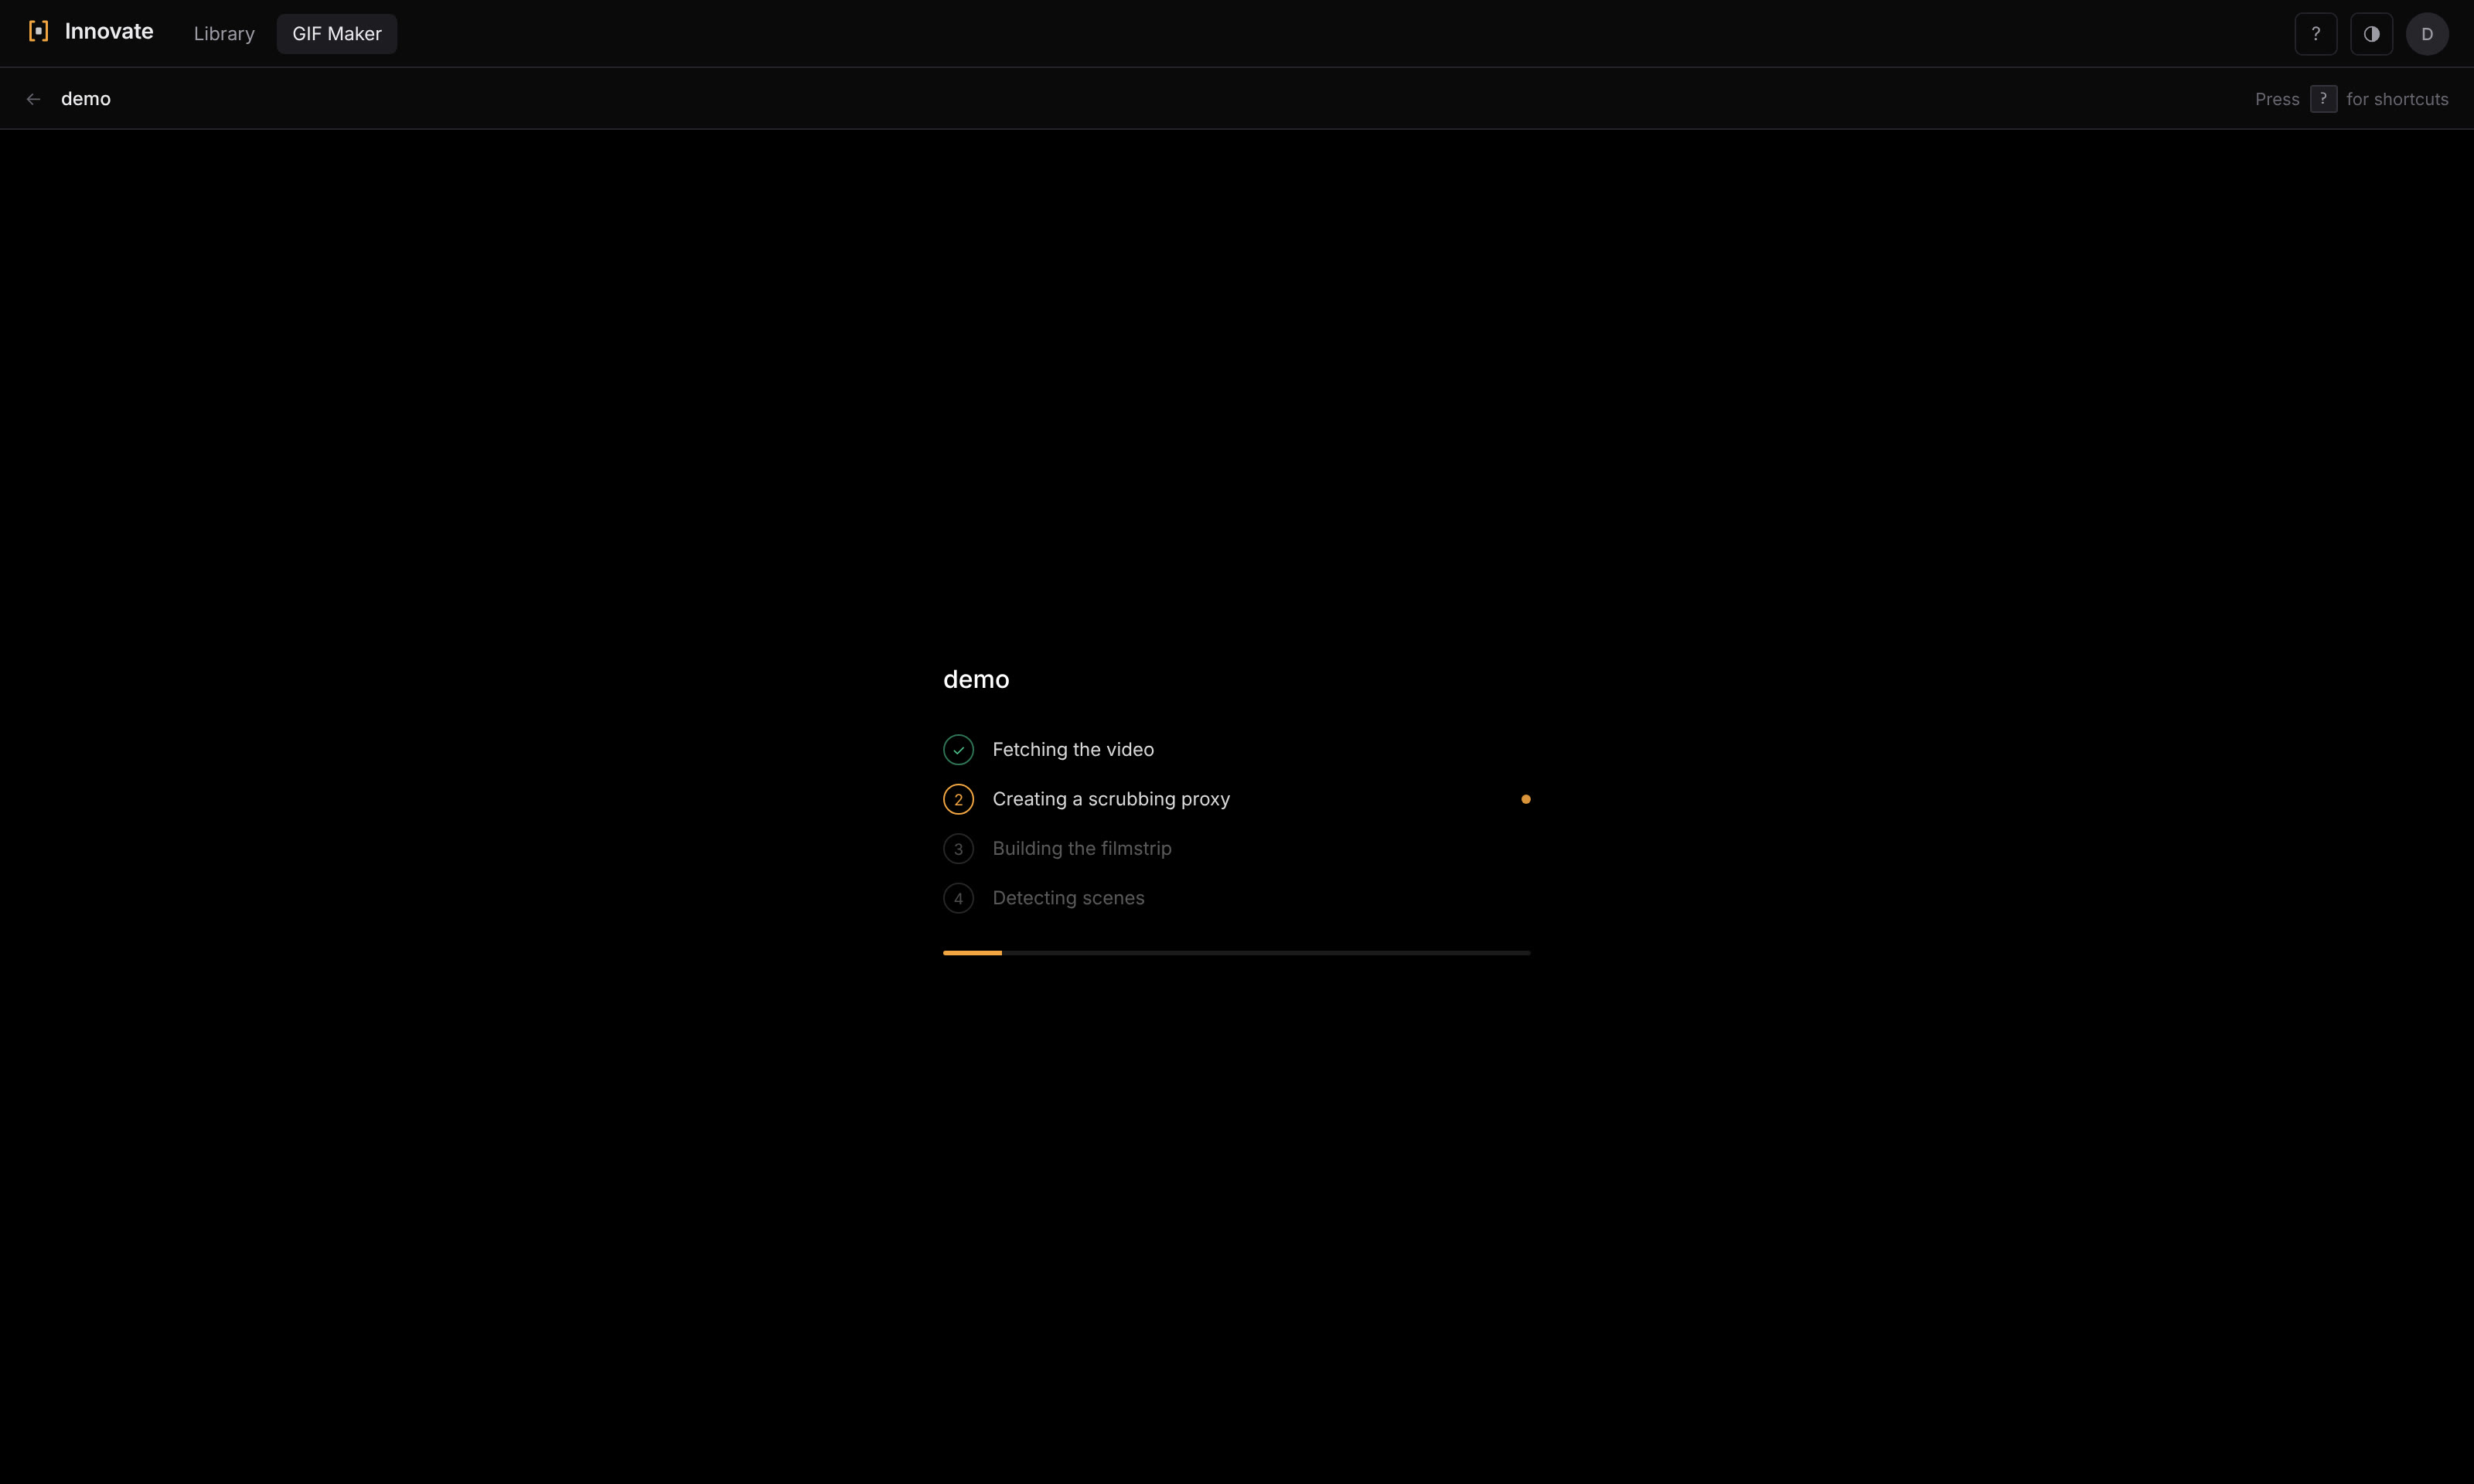 Innovate Library GIF Maker ? D
← demo Press ? for shortcuts
demo
✓ Fetching the video
2 Creating a scrubbing proxy
3 Building the filmstrip
4 Detecting scenes